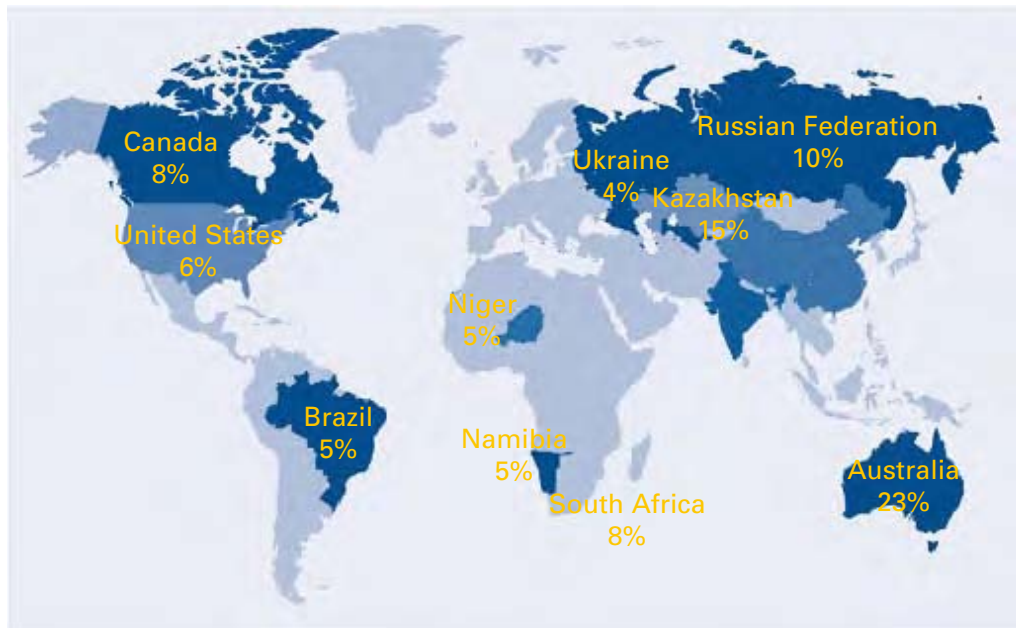 Canada
8%
Russian Federation
10%
Ukraine
4%
Kazakhstan
15%
United States
6%
Niger
5%
Brazil
5%
Namibia
5%
South Africa
8%
Australia
23%